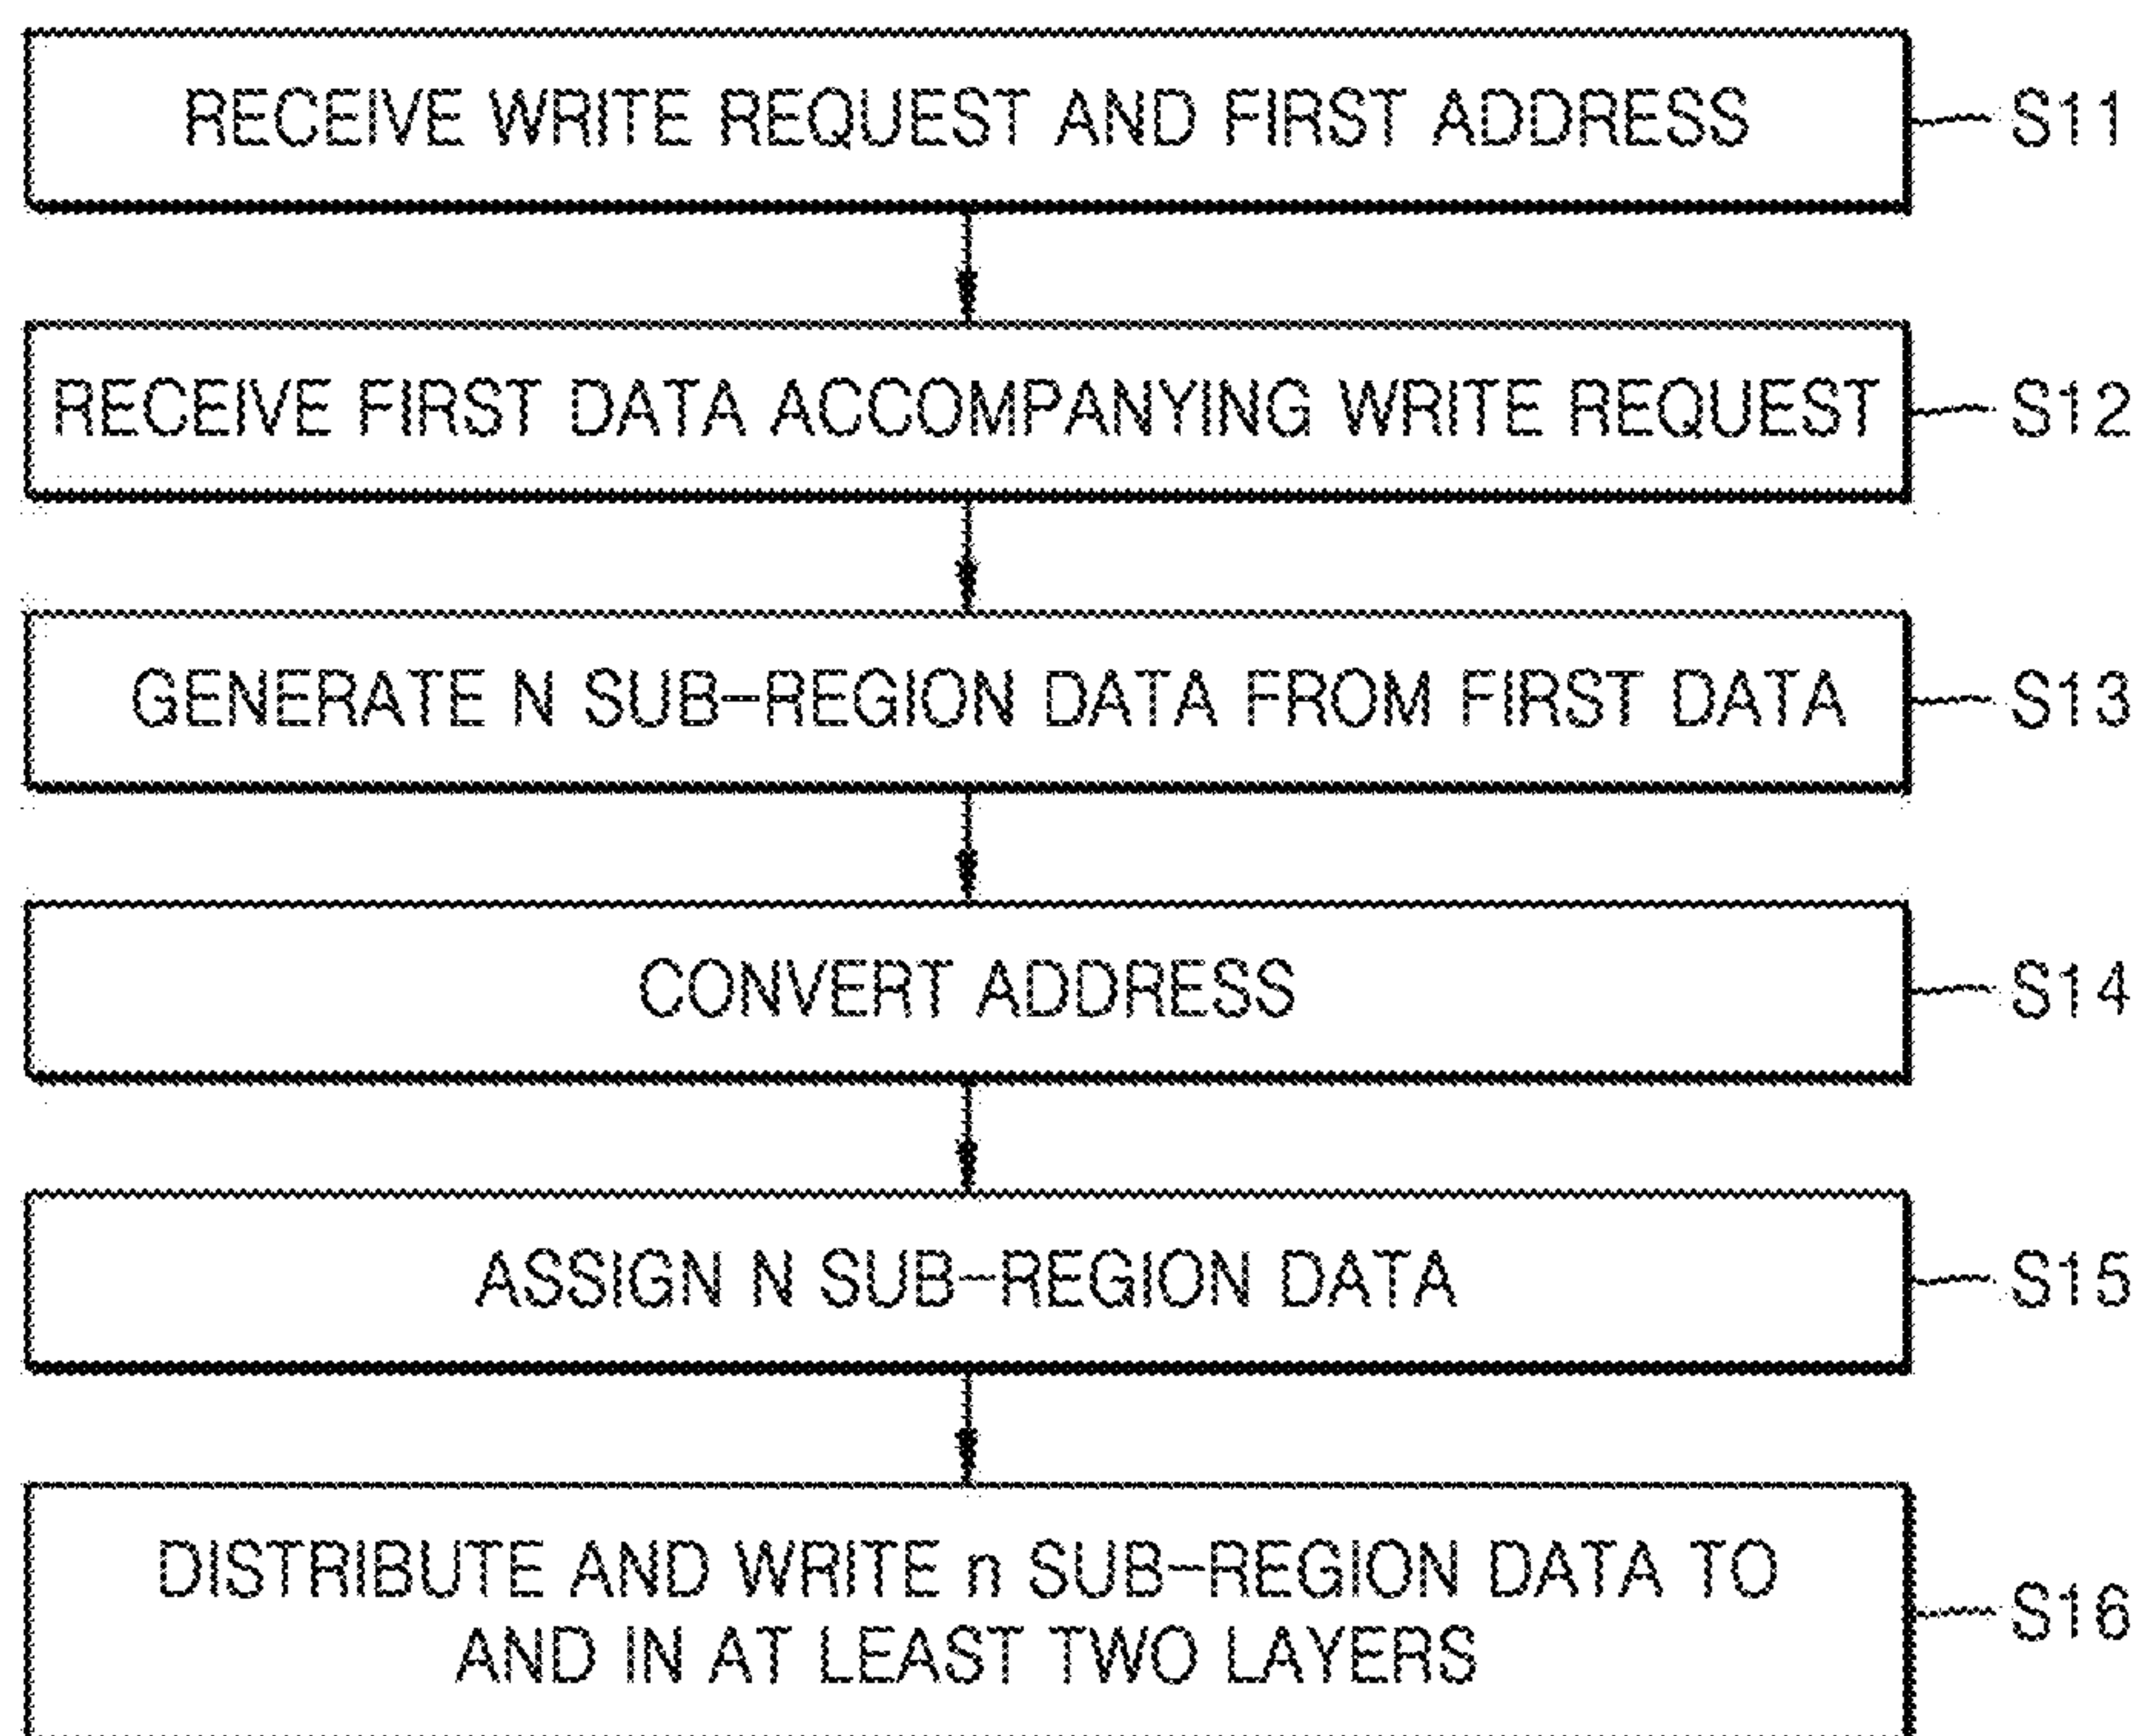 RECEIVE WRITE REQUEST AND FIRST ADDRESS
S11
RECEIVE FIRST DATA ACCOMPANYING WRITE REQUEST
S12
GENERATE N SUB-REGION DATA FROM FIRST DATA
S13
CONVERT ADDRESS
S14
ASSIGN N SUB-REGION DATA
S15
DISTRIBUTE AND WRITE n SUB-REGION DATA TO
AND IN AT LEAST TWO LAYERS
S16